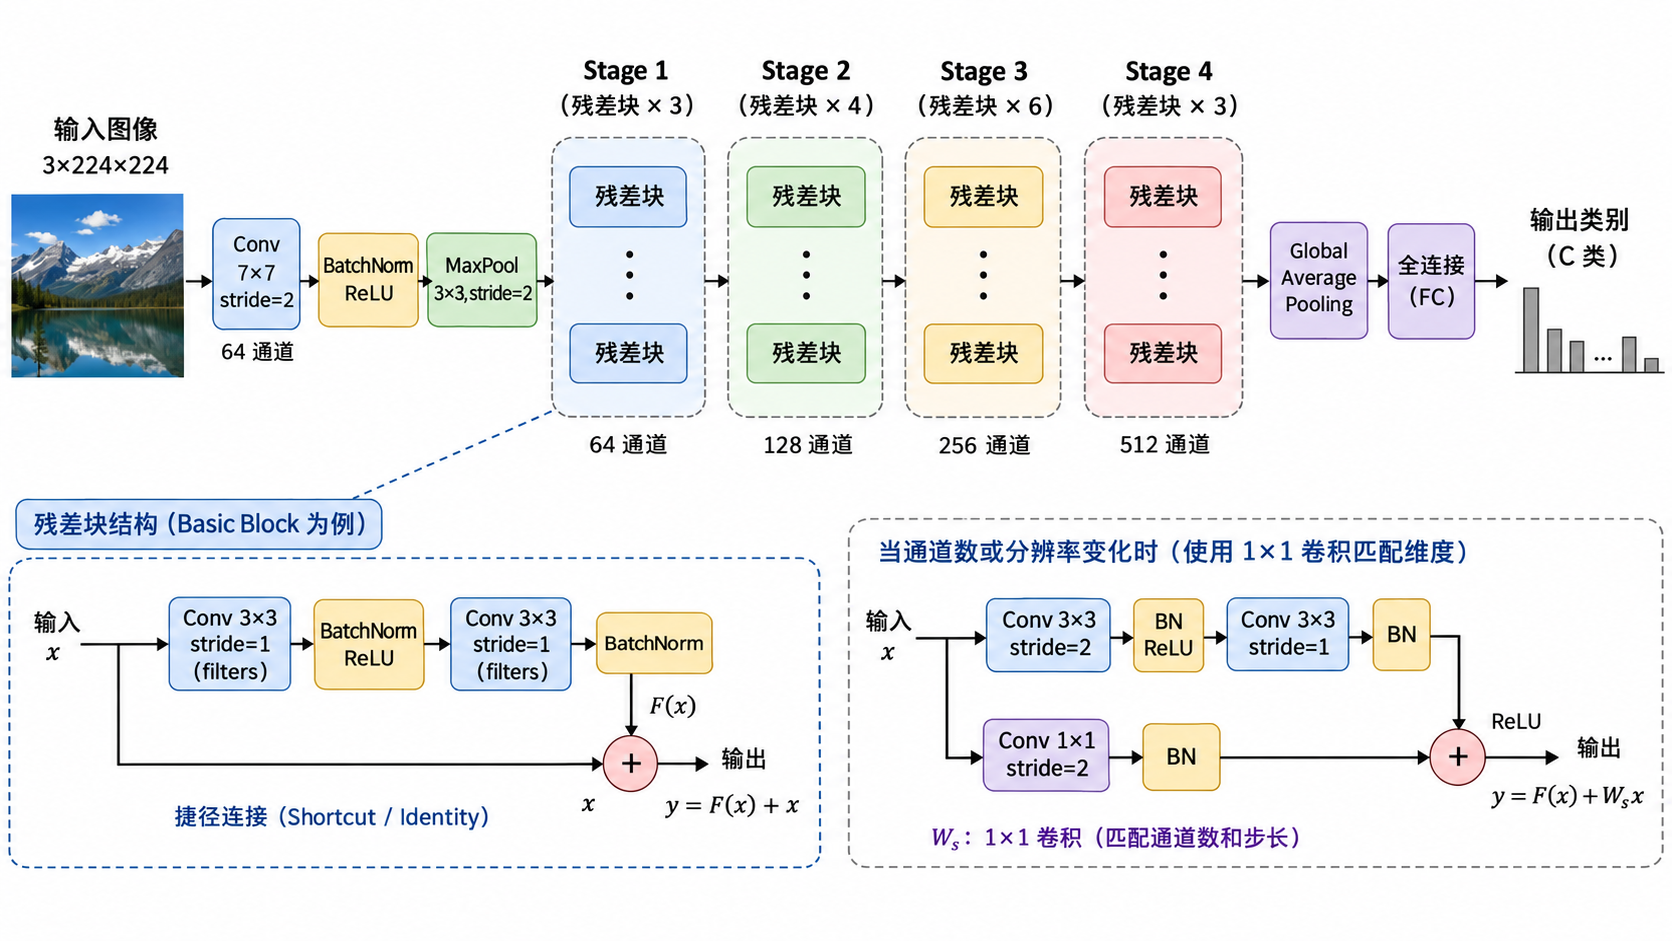 输入图像
3×224×224
Conv
7×7
stride=2
64 通道
BatchNorm
ReLU
MaxPool
3×3, stride=2
Stage 1
(残差块 × 3)
残差块
⋮
残差块
64 通道
Stage 2
(残差块 × 4)
残差块
⋮
残差块
128 通道
Stage 3
(残差块 × 6)
残差块
⋮
残差块
256 通道
Stage 4
(残差块 × 3)
残差块
⋮
残差块
512 通道
Global
Average
Pooling
全连接
(FC)
输出类别
(C 类)
...
残差块结构 (Basic Block 为例)
输入
x
Conv 3×3
stride=1
(filters)
BatchNorm
ReLU
Conv 3×3
stride=1
(filters)
BatchNorm
F(x)
+
输出
x
y = F(x) + x
捷径连接 (Shortcut / Identity)
当通道数或分辨率变化时 (使用 1×1 卷积匹配维度)
输入
x
Conv 3×3
stride=2
BN
ReLU
Conv 3×3
stride=1
BN
Conv 1×1
stride=2
BN
+
ReLU
输出
y = F(x) + Wₛx
Wₛ: 1×1 卷积 (匹配通道数和步长)